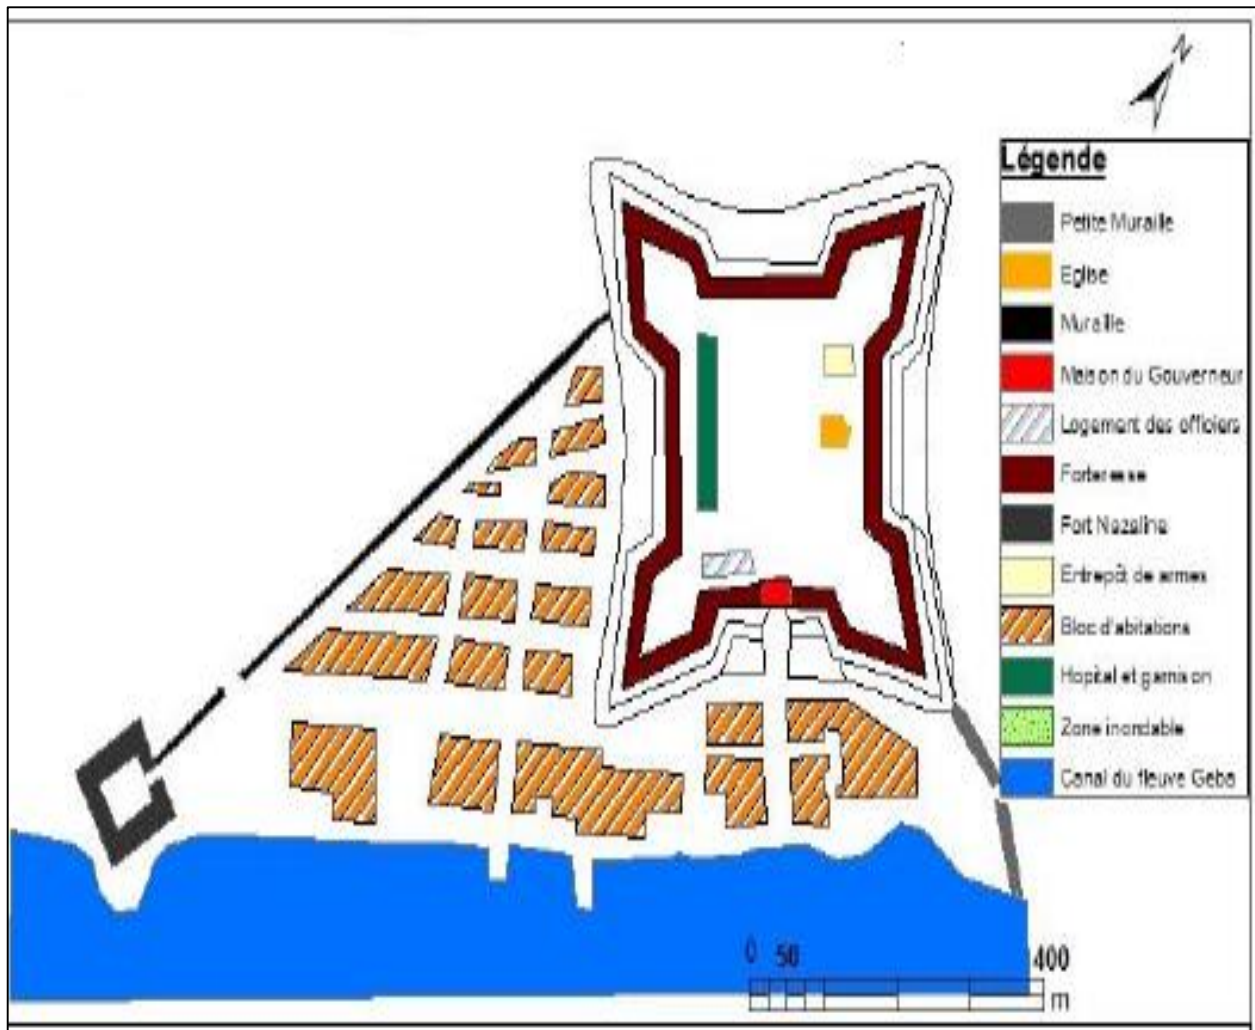 N
Légende
Petite Muraille
Eglise
Muraille
Maison du Gouverneur
Logement des officiers
Forteresse
Fort Nozoline
Entrepôt de armes
Bloc d'abitations
Hopital et garnison
Zone inondable
Canal du fleuve Geba
0 50 400
m